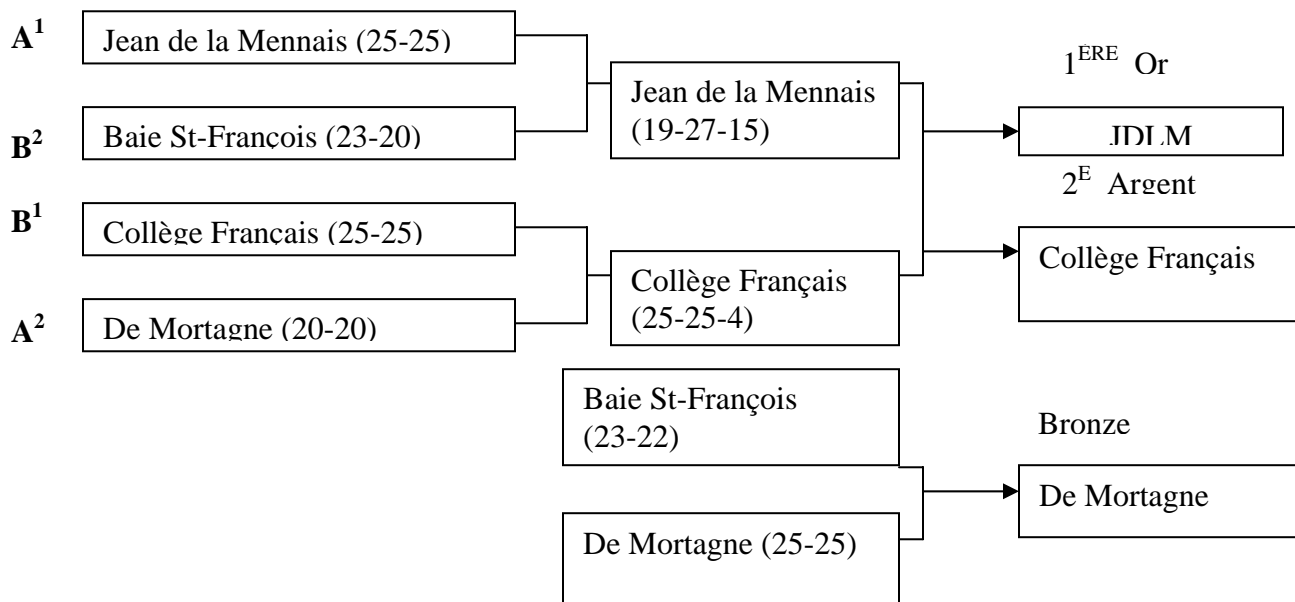 A¹ Jean de la Mennais (25-25)
B² Baie St-François (23-20)
B¹ Collège Français (25-25)
A² De Mortagne (20-20)
Jean de la Mennais
(19-27-15)
Collège Français
(25-25-4)
1ÈRE Or
JDLM
2E Argent
Collège Français
Baie St-François
(23-22)
De Mortagne (25-25)
Bronze
De Mortagne